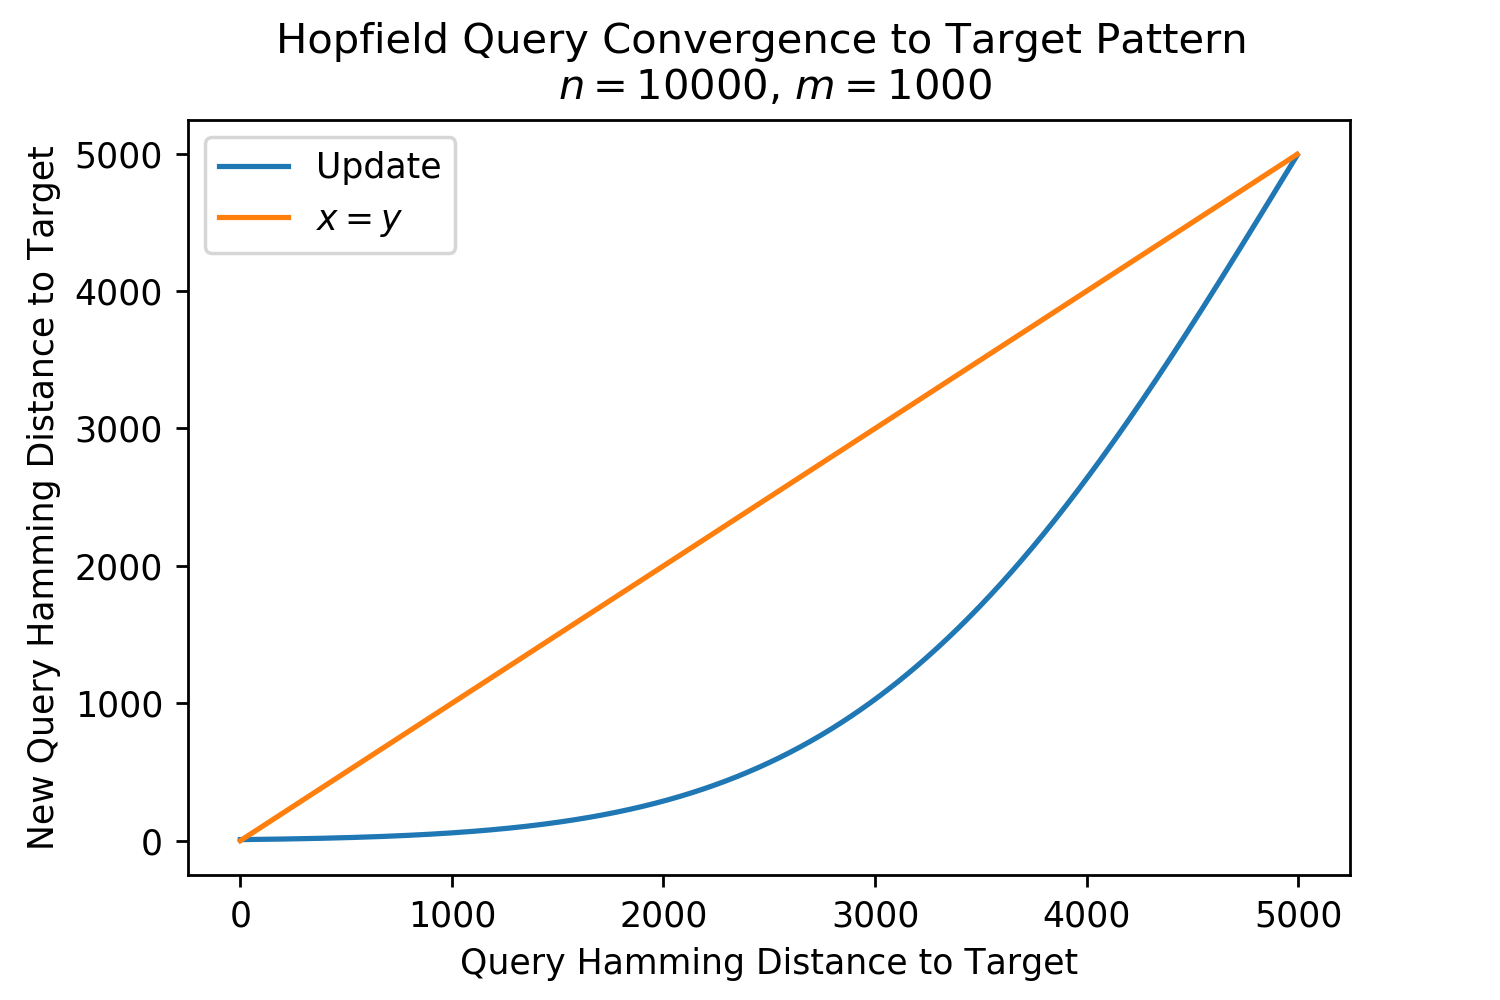 Hopfield Query Convergence to Target Pattern
n = 10000, m = 1000
New Query Hamming Distance to Target
5000
4000
3000
2000
1000
0
Update
x = y
0 1000 2000 3000 4000 5000
Query Hamming Distance to Target